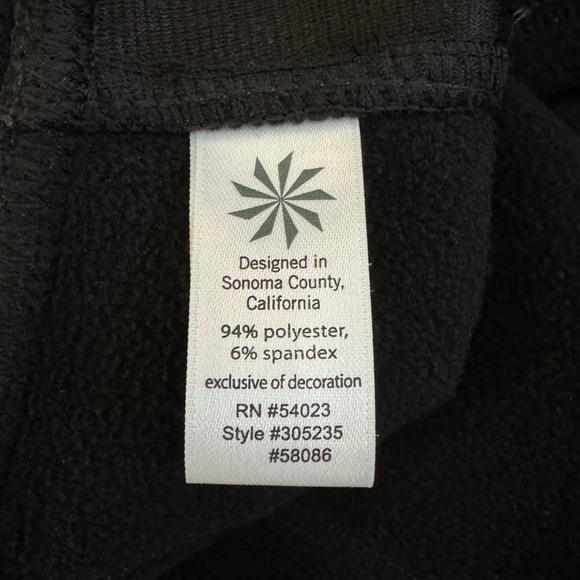 Designed in
Sonoma County,
California
94% polyester,
6% spandex
exclusive of decoration
RN #54023
Style #305235
#58086